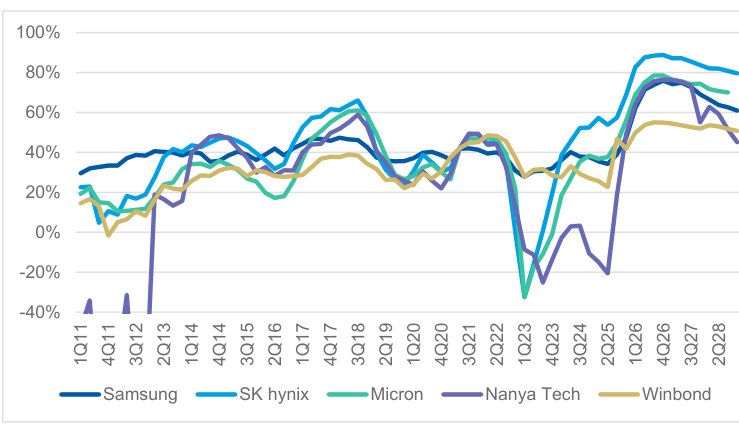 100%
80%
60%
40%
20%
0%
-20%
-40%
1Q11
4Q11
3Q12
2Q13
1Q14
4Q14
3Q15
2Q16
1Q17
4Q17
3Q18
2Q19
1Q20
4Q20
3Q21
2Q22
1Q23
4Q23
3Q24
2Q25
1Q26
4Q26
3Q27
2Q28
Samsung SK hynix Micron Nanya Tech Winbond